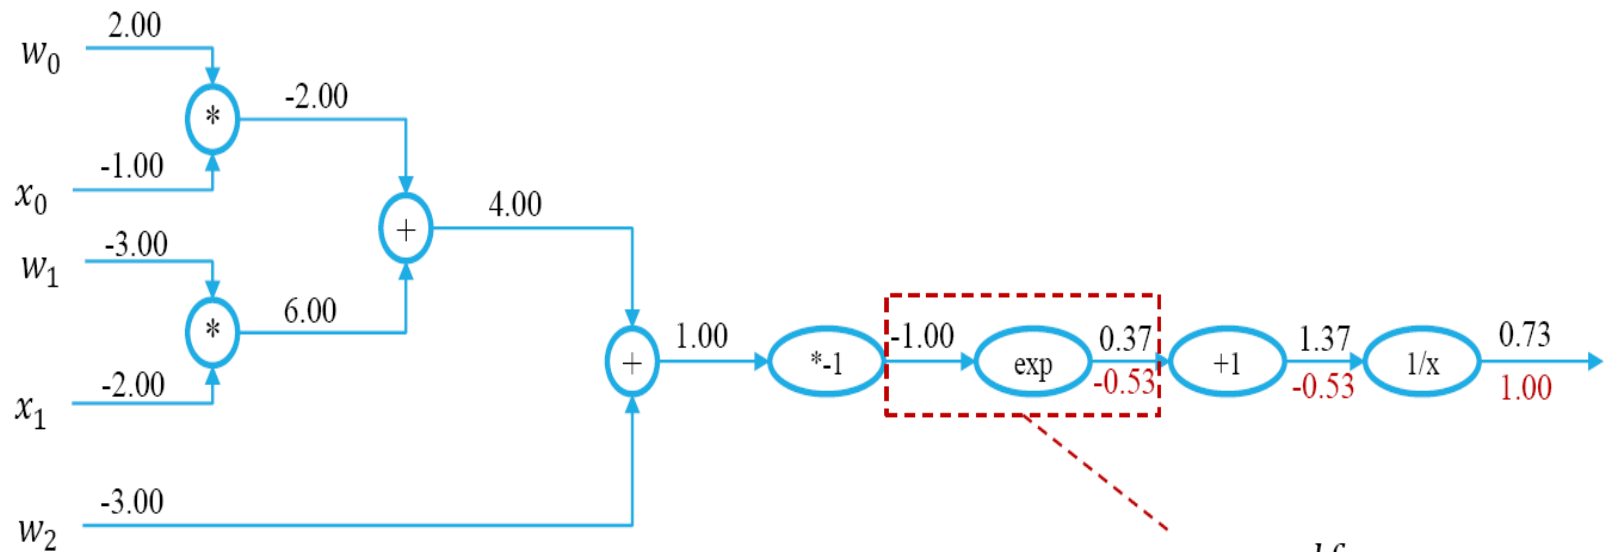 2.00
w₀
-2.00
*
-1.00
x₀
4.00
+
-3.00
w₁
6.00
*
-2.00
x₁
1.00 -1.00 0.37 1.37 0.73
+ *-1 exp +1 1/x
-0.53 -0.53 1.00
-3.00
w₂